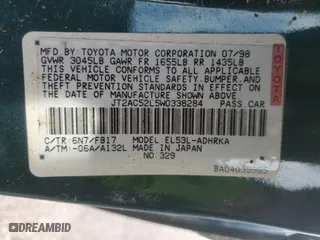 MFD. BY TOYOTA MOTOR CORPORATION 07/98
GVWR 3045LB GAWR FR 1655LB RR 1435LB
THIS VEHICLE CONFORMS TO ALL APPLICABLE
FEDERAL MOTOR VEHICLE SAFETY, BUMPER, AND
THEFT PREVENTION STANDARDS IN EFFECT ON
THE DATE OF MANUFACTURE SHOWN ABOVE.
JT2AC52L5W0338284 PASS. CAR
C/TR: 6N7/FB17 MODEL: EL53L-ADHRKA
A/TM: -06A/A132L MADE IN JAPAN
NO.329
TOYOTA